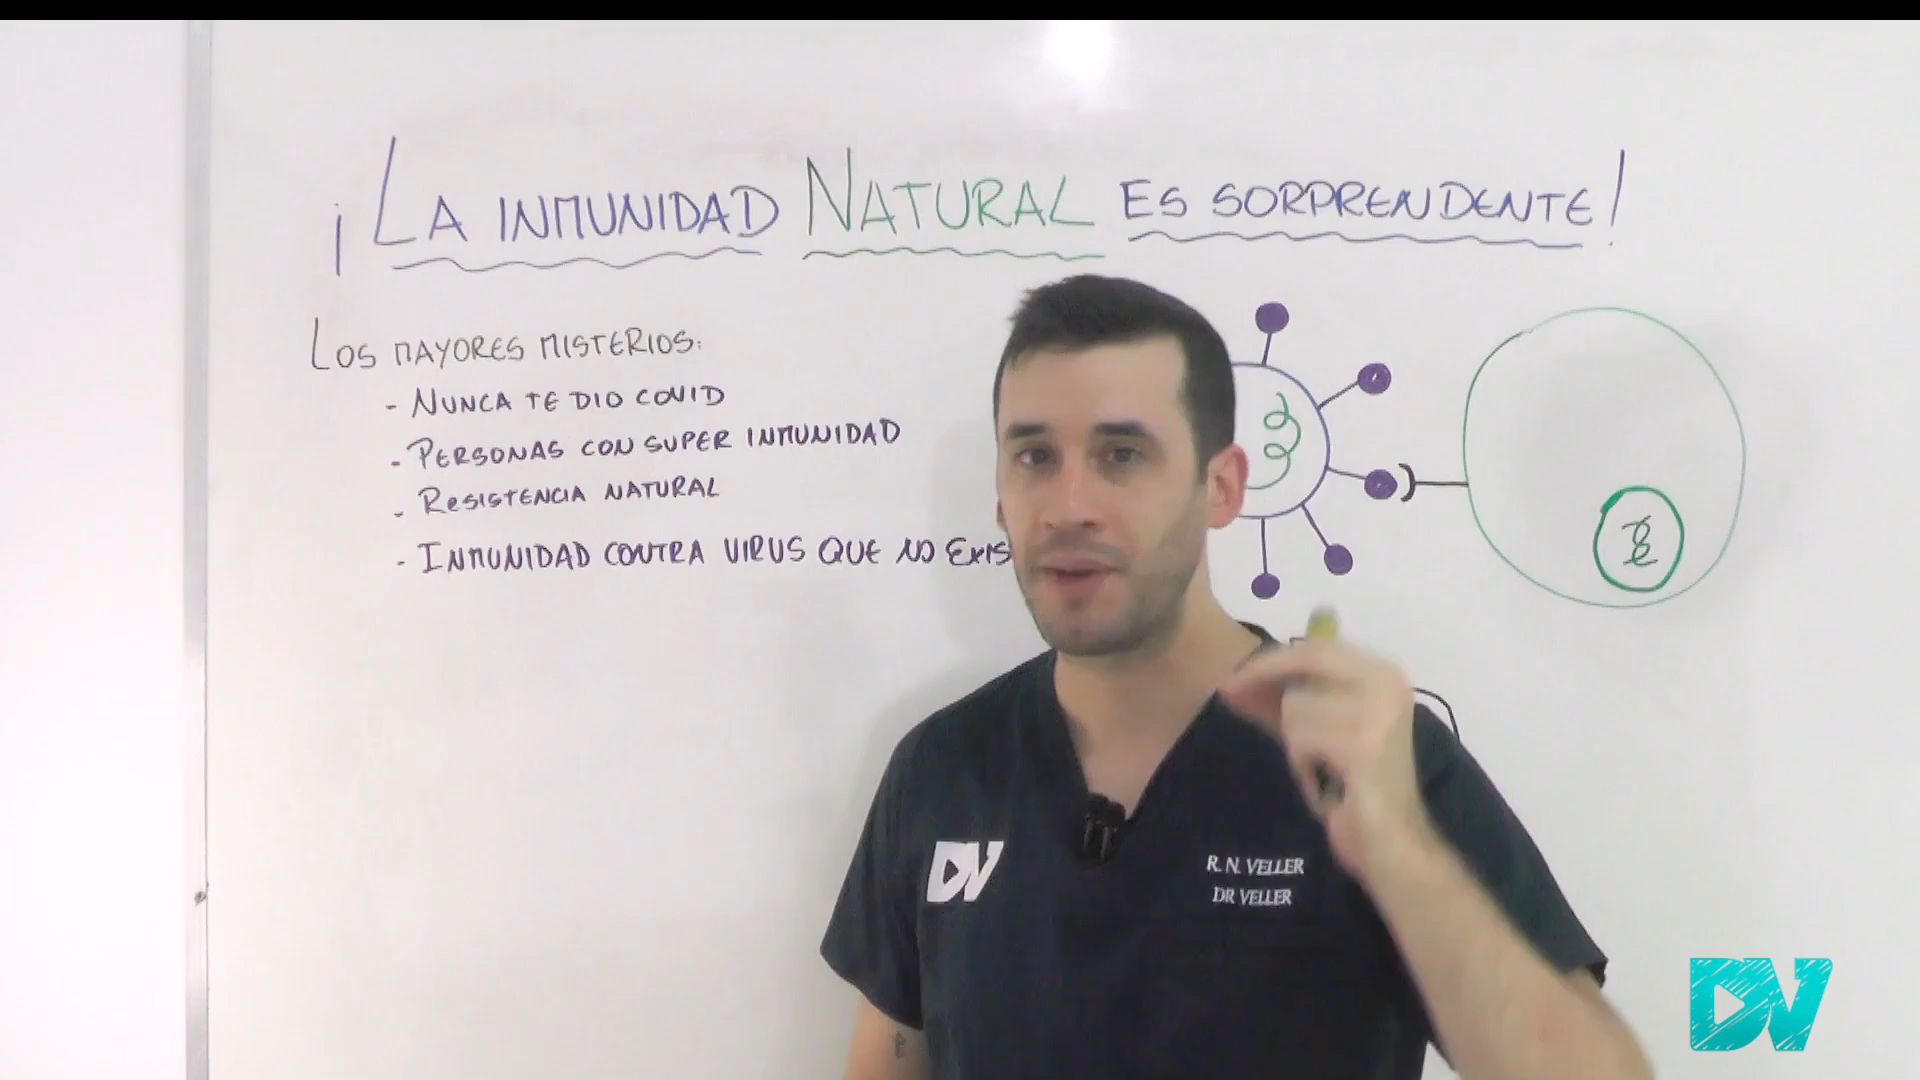 ¡LA INMUNIDAD NATURAL ES SORPRENDENTE!
LOS MAYORES MISTERIOS:
- NUNCA TE DIO COVID
- PERSONAS CON SUPER INMUNIDAD
- RESISTENCIA NATURAL
- INMUNIDAD CONTRA VIRUS QUE NO EXIS
DV
R. N. VELLER
DR VELLER
DV